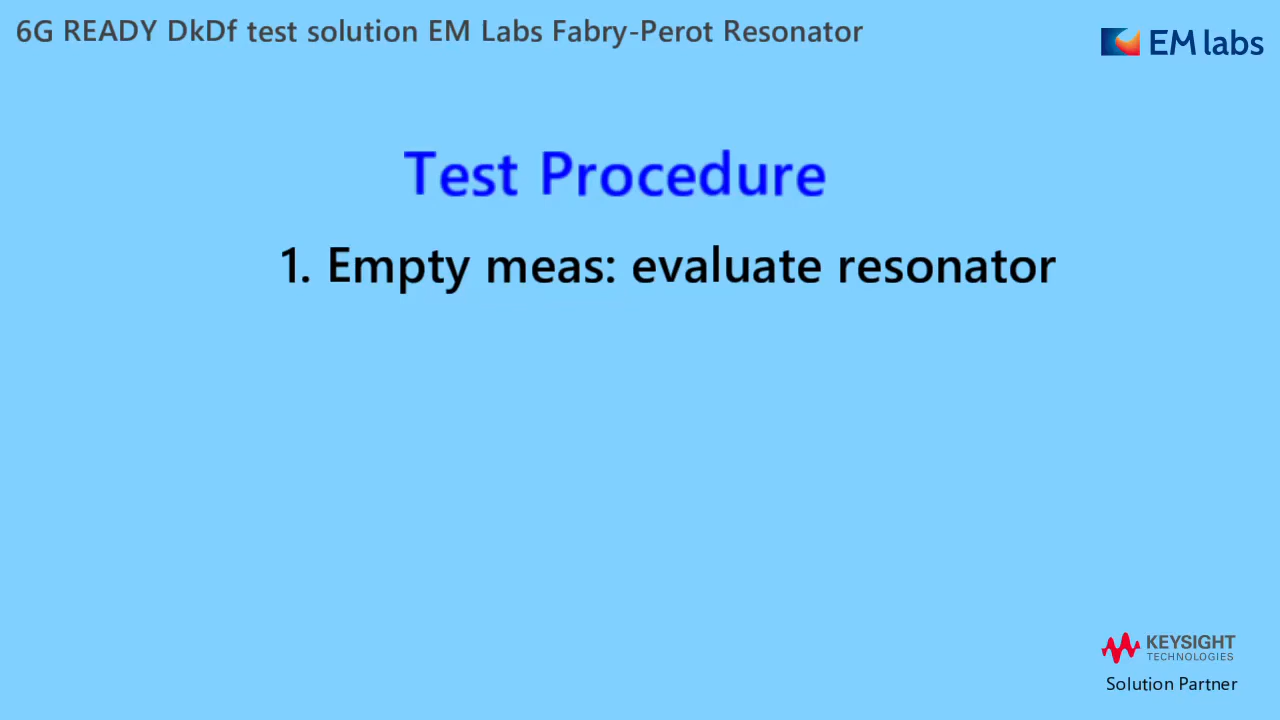 6G READY DkDf test solution EM Labs Fabry-Perot Resonator
EM labs
Test Procedure
1. Empty meas: evaluate resonator
KEYSIGHT
TECHNOLOGIES
Solution Partner